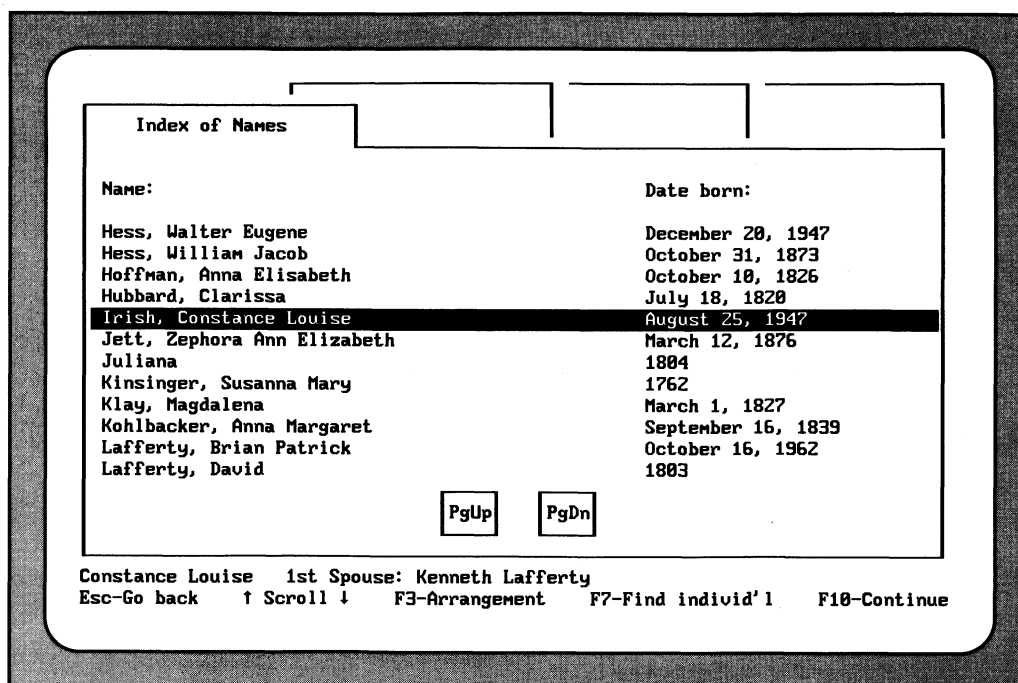 Index of Names
Name: Date born:
Hess, Walter Eugene December 20, 1947
Hess, William Jacob October 31, 1873
Hoffman, Anna Elisabeth October 10, 1826
Hubbard, Clarissa July 18, 1820
Irish, Constance Louise August 25, 1947
Jett, Zephora Ann Elizabeth March 12, 1876
Juliana 1804
Kinsinger, Susanna Mary 1762
Klay, Magdalena March 1, 1827
Kohlbacker, Anna Margaret September 16, 1839
Lafferty, Brian Patrick October 16, 1962
Lafferty, David 1803
PgUp PgDn
Constance Louise 1st Spouse: Kenneth Lafferty
Esc-Go back ↑ Scroll ↓ F3-Arrangement F7-Find individ'l F10-Continue